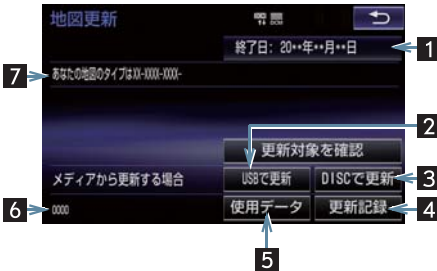 地図更新
終了日: 20••年••月••日
1
7
あなたの地図のタイプはXX-XXXX-XXX-
2
更新対象を確認
メディアから更新する場合
USBで更新
DISCで更新
3
6
0000
使用データ
更新記録
4
5